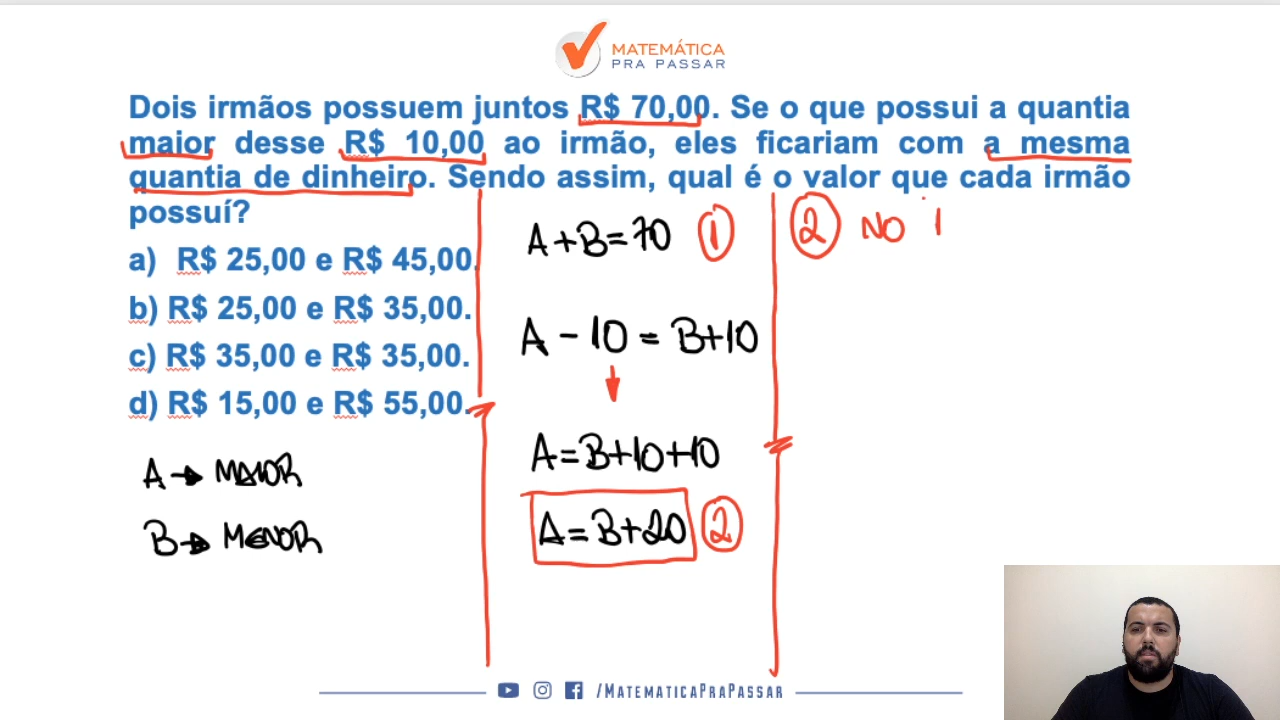 MATEMÁTICA
PRA PASSAR
Dois irmãos possuem juntos R$ 70,00. Se o que possui a quantia
maior desse R$ 10,00 ao irmão, eles ficariam com a mesma
quantia de dinheiro. Sendo assim, qual é o valor que cada irmão
possuí?
a) R$ 25,00 e R$ 45,00.
b) R$ 25,00 e R$ 35,00.
c) R$ 35,00 e R$ 35,00.
d) R$ 15,00 e R$ 55,00.
A → MAIOR
B → MENOR
A+B=70 1
A - 10 = B+10
A=B+10+10
A=B+20 2
2 NO 1
/MATEMATICAPRAPASSAR